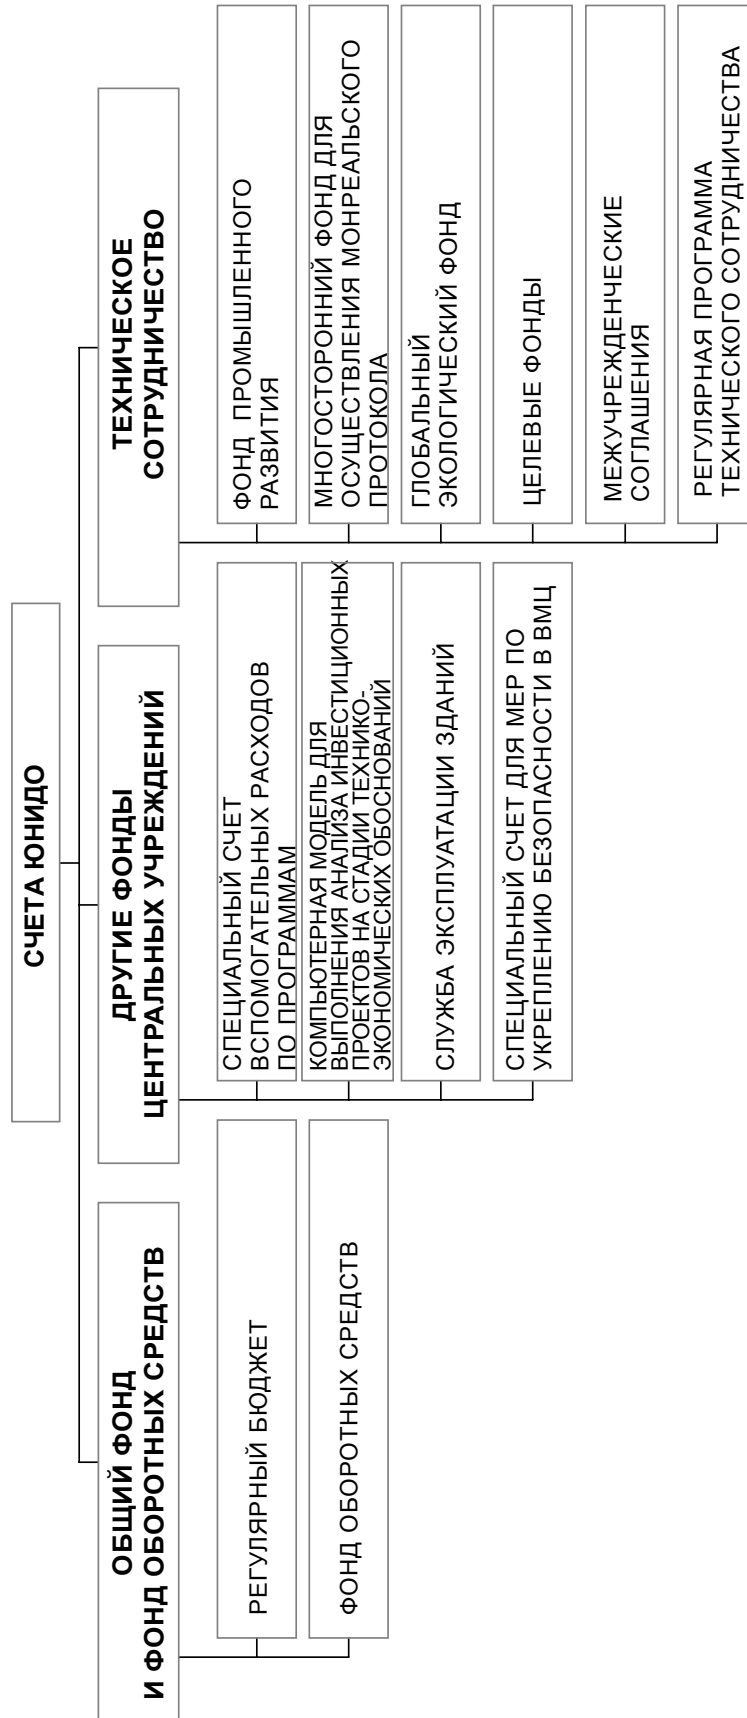 СЧЕТА ЮНИДО
ОБЩИЙ ФОНД
И ФОНД ОБОРОТНЫХ СРЕДСТВ
РЕГУЛЯРНЫЙ БЮДЖЕТ
ФОНД ОБОРОТНЫХ СРЕДСТВ
ДРУГИЕ ФОНДЫ
ЦЕНТРАЛЬНЫХ УЧРЕЖДЕНИЙ
СПЕЦИАЛЬНЫЙ СЧЕТ
ВСПОМОГАТЕЛЬНЫХ РАСХОДОВ
ПО ПРОГРАММАМ
КОМПЬЮТЕРНАЯ МОДЕЛЬ ДЛЯ
ВЫПОЛНЕНИЯ АНАЛИЗА ИНВЕСТИЦИОННЫХ
ПРОЕКТОВ НА СТАДИИ ТЕХНИКО-
ЭКОНОМИЧЕСКИХ ОБОСНОВАНИЙ
СЛУЖБА ЭКСПЛУАТАЦИИ ЗДАНИЙ
СПЕЦИАЛЬНЫЙ СЧЕТ ДЛЯ МЕР ПО
УКРЕПЛЕНИЮ БЕЗОПАСНОСТИ В ВМЦ
ТЕХНИЧЕСКОЕ
СОТРУДНИЧЕСТВО
ФОНД ПРОМЫШЛЕННОГО
РАЗВИТИЯ
МНОГОСТОРОННИЙ ФОНД ДЛЯ
ОСУЩЕСТВЛЕНИЯ МОНРЕАЛЬСКОГО
ПРОТОКОЛА
ГЛОБАЛЬНЫЙ
ЭКОЛОГИЧЕСКИЙ ФОНД
ЦЕЛЕВЫЕ ФОНДЫ
МЕЖУЧРЕЖДЕНЧЕСКИЕ
СОГЛАШЕНИЯ
РЕГУЛЯРНАЯ ПРОГРАММА
ТЕХНИЧЕСКОГО СОТРУДНИЧЕСТВА